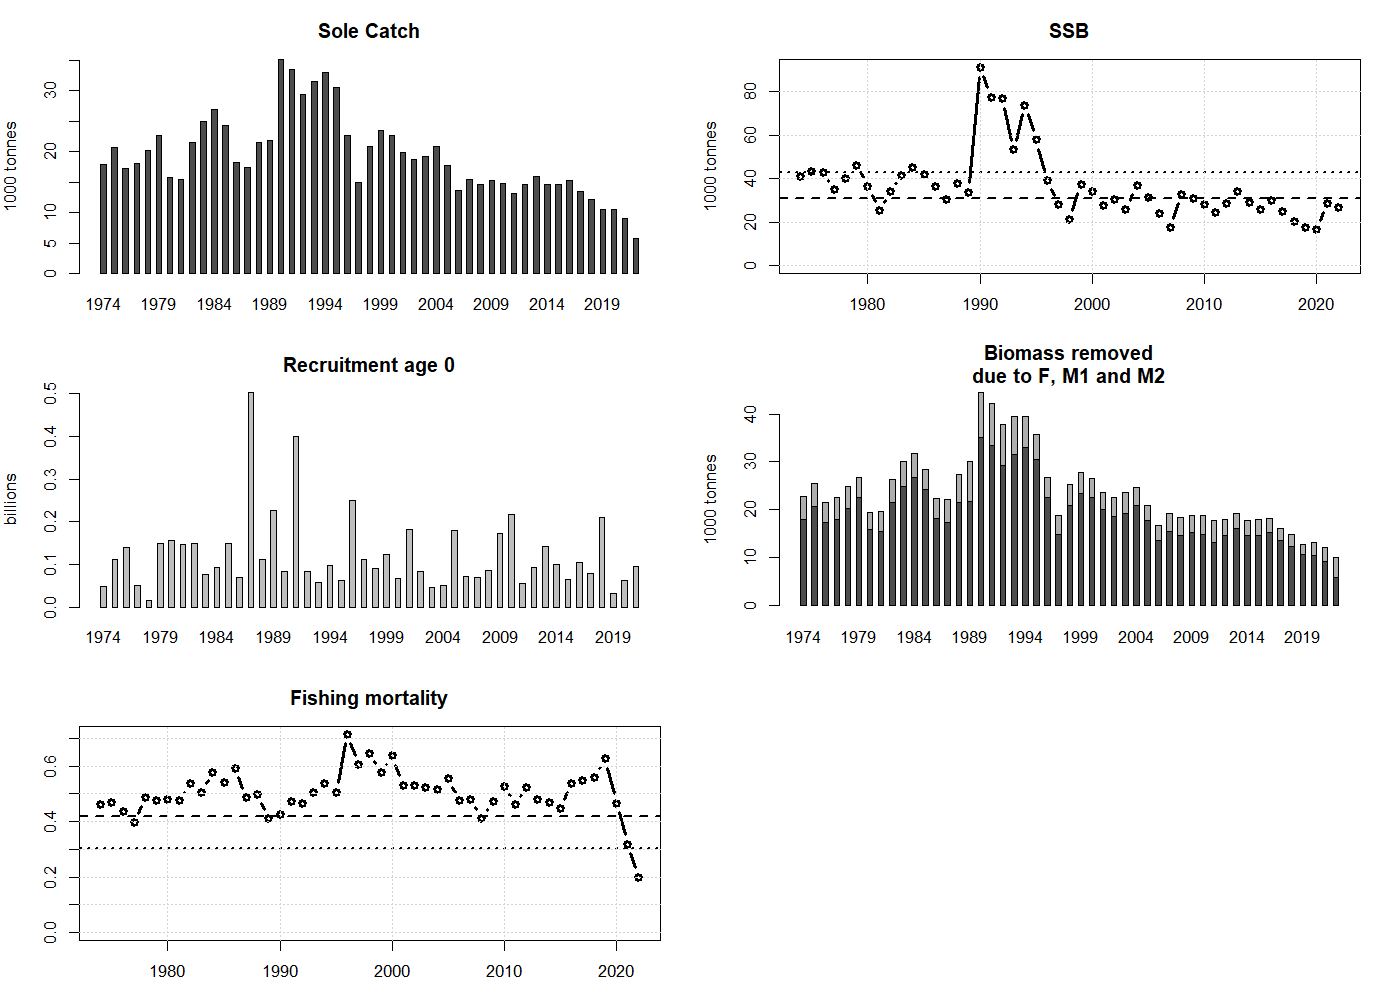 Sole Catch
1000 tonnes
0 5 10 20 30
1974 1979 1984 1989 1994 1999 2004 2009 2014 2019
SSB
1000 tonnes
0 20 40 60 80
1980 1990 2000 2010 2020
Recruitment age 0
billions
0.0 0.1 0.2 0.3 0.4 0.5
1974 1979 1984 1989 1994 1999 2004 2009 2014 2019
Biomass removed
due to F, M1 and M2
1000 tonnes
0 10 20 30 40
1974 1979 1984 1989 1994 1999 2004 2009 2014 2019
Fishing mortality
0.0 0.2 0.4 0.6
1980 1990 2000 2010 2020